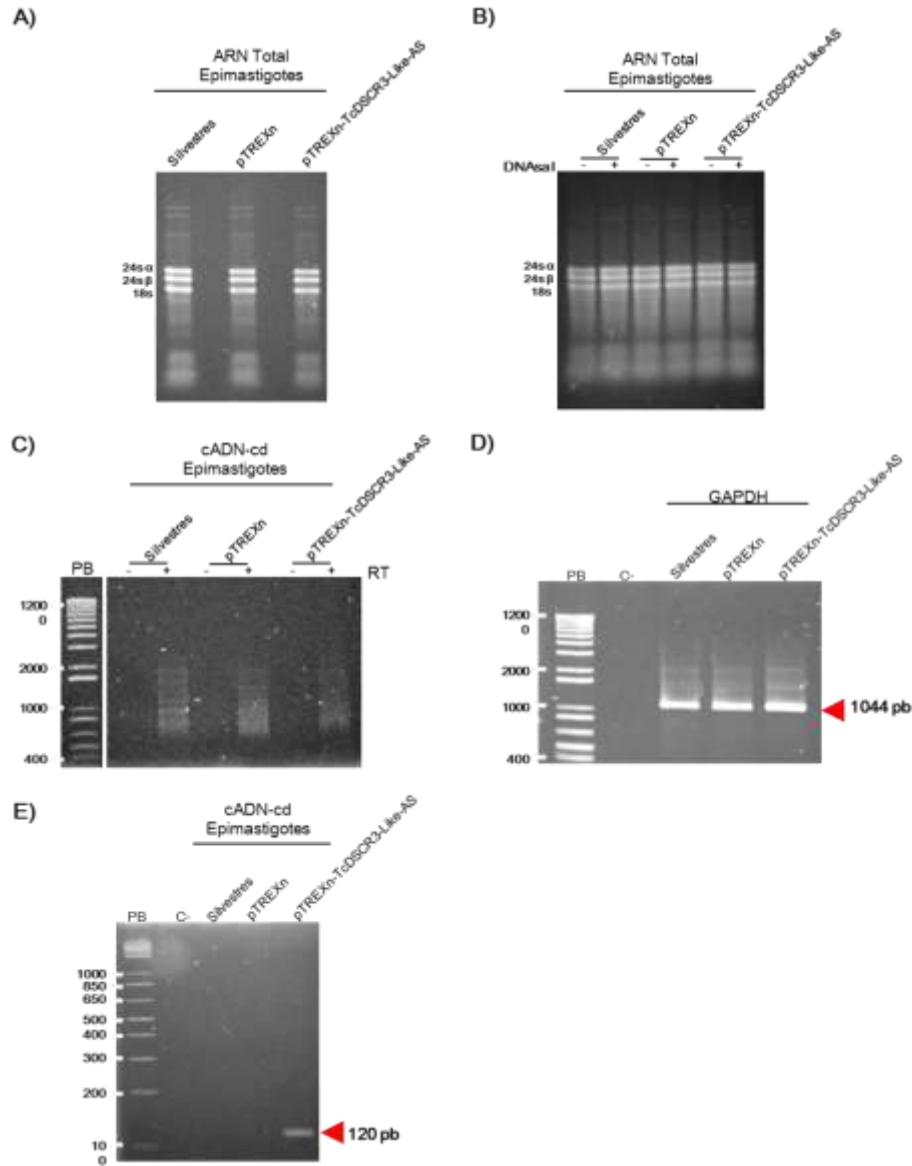 A)
ARN Total
Epimastigotes
Silvestres
pTREXn
pTREXn-TcDSCR3-Like-AS
24s α
24s β
18s
B)
ARN Total
Epimastigotes
Silvestres
pTREXn
pTREXn-TcDSCR3-Like-AS
DNAsaI
- + - + - +
24s α
24s β
18s
C)
cADN-cd
Epimastigotes
Silvestres
pTREXn
pTREXn-TcDSCR3-Like-AS
PB
- + - + - +
RT
1200
0
2000
1000
400
D)
GAPDH
PB
C-
Silvestres
pTREXn
pTREXn-TcDSCR3-Like-AS
1200
0
2000
1000
400
1044 pb
E)
cADN-cd
Epimastigotes
PB
C-
Silvestres
pTREXn
pTREXn-TcDSCR3-Like-AS
1000
850
650
500
400
300
200
10
0
120 pb